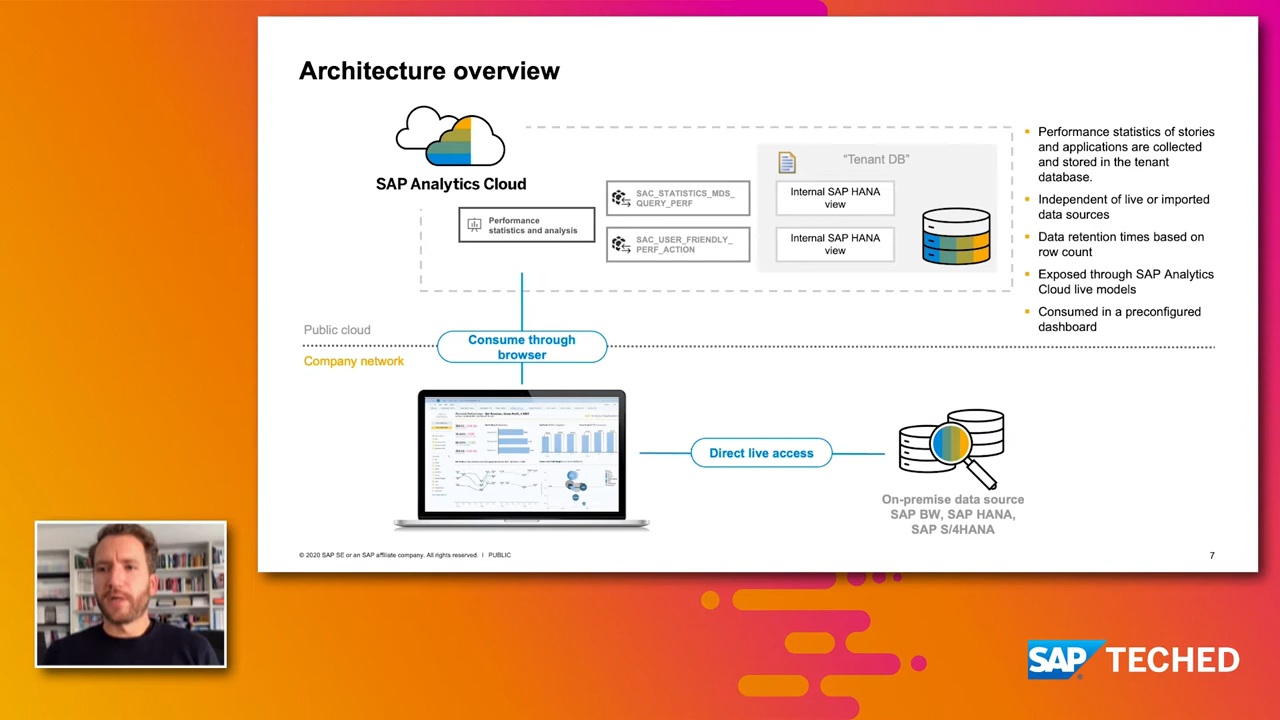 Architecture overview
SAP Analytics Cloud
Performance
statistics and analysis
SAC_STATISTICS_MDS_
QUERY_PERF
SAC_USER_FRIENDLY_
PERF_ACTION
“Tenant DB”
Internal SAP HANA
view
Internal SAP HANA
view
▪ Performance statistics of stories
and applications are collected
and stored in the tenant
database.
▪ Independent of live or imported
data sources
▪ Data retention times based on
row count
▪ Exposed through SAP Analytics
Cloud live models
▪ Consumed in a preconfigured
dashboard
Public cloud
Company network
Consume through
browser
Direct live access
On-premise data source
SAP BW, SAP HANA,
SAP S/4HANA
© 2020 SAP SE or an SAP affiliate company. All rights reserved. | PUBLIC
7
SAP TECHED